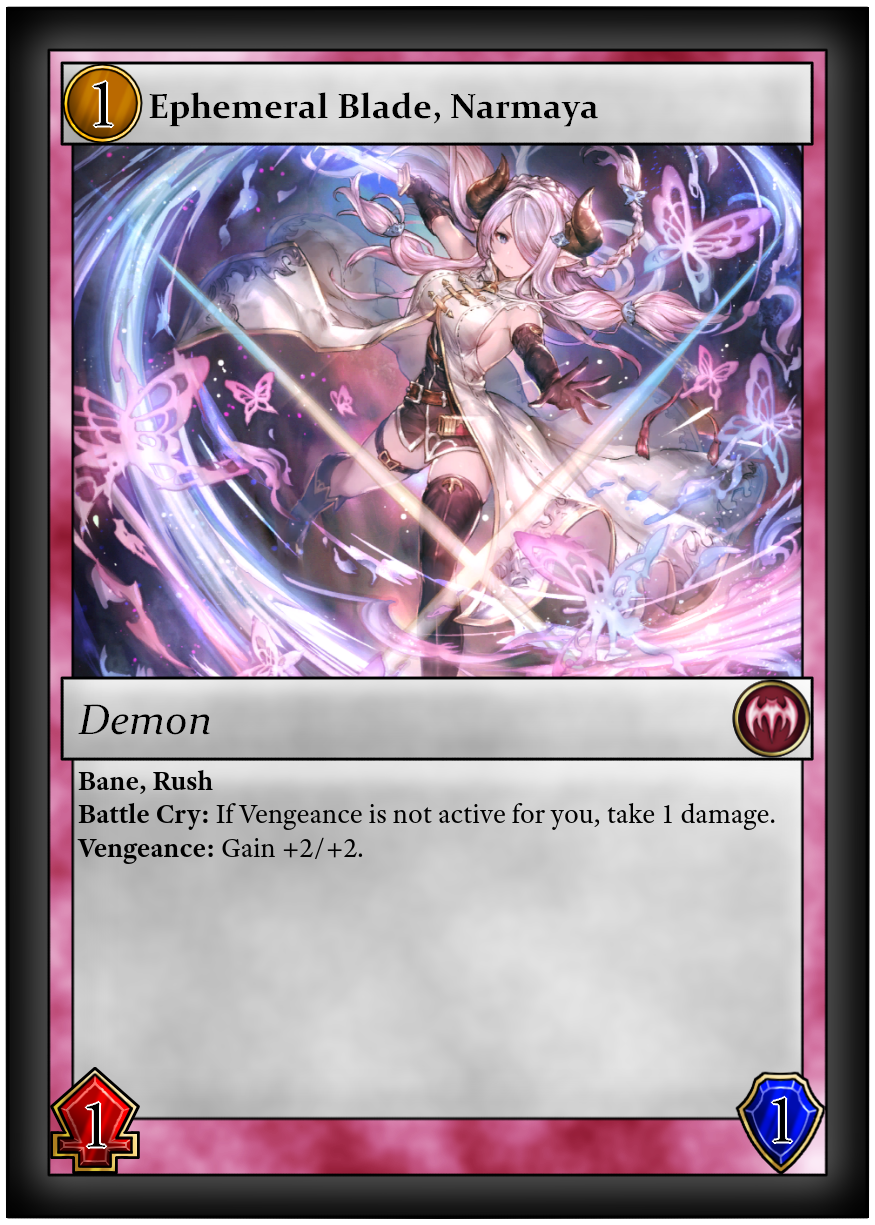 1
Ephemeral Blade, Narmaya
Demon
Bane, Rush
Battle Cry: If Vengeance is not active for you, take 1 damage.
Vengeance: Gain +2/+2.
1
1